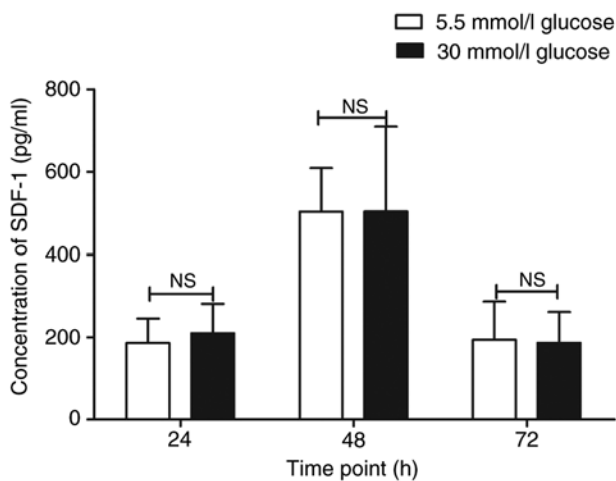 5.5 mmol/l glucose
30 mmol/l glucose
Concentration of SDF-1 (pg/ml)
800
600
400
200
0
NS
NS
NS
24
48
72
Time point (h)